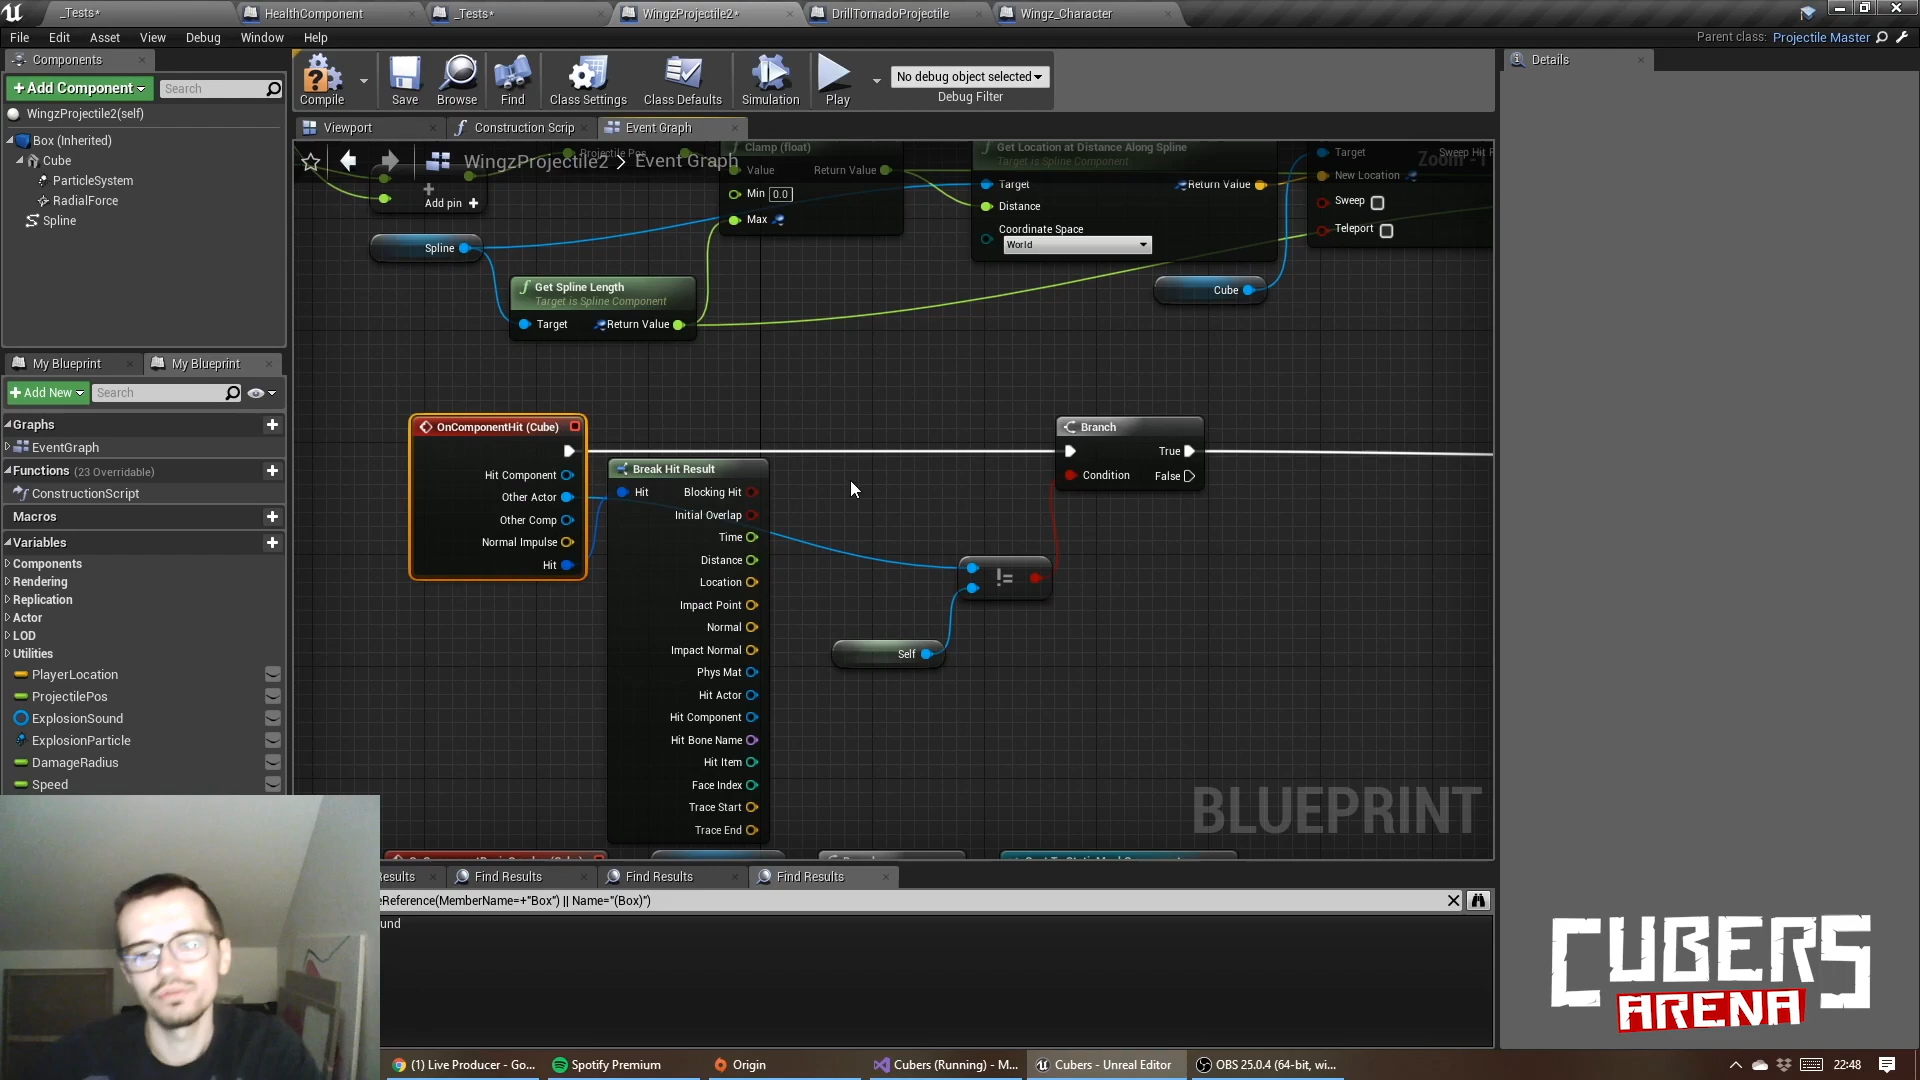 _Tests*
HealthComponent
_Tests*
WingzProjectile2*
DrillTornadoProjectile
Wingz_Character
File Edit Asset View Debug Window Help
Parent class: Projectile Master
Components
+Add Component
Search
WingzProjectile2(self)
Box (Inherited)
Cube
ParticleSystem
RadialForce
Spline
Compile
Save
Browse
Find
Class Settings
Class Defaults
Simulation
Play
No debug object selected
Debug Filter
Details
Viewport
Construction Scrip
Event Graph
WingzProjectile2 > Event Graph
Projectile Pos
Add pin +
Clamp (float)
Value
Return Value
Min 0.0
Max
Get Location at Distance Along Spline
Target is Spline Component
Target
Return Value
Distance
Coordinate Space
World
Target
Sweep Hit R
New Location
Sweep
Teleport
Spline
Get Spline Length
Target is Spline Component
Target
Return Value
Cube
My Blueprint
My Blueprint
+Add New
Search
Graphs
EventGraph
Functions (23 Overridable)
ConstructionScript
Macros
Variables
Components
Rendering
Replication
Actor
LOD
Utilities
PlayerLocation
ProjectilePos
ExplosionSound
ExplosionParticle
DamageRadius
Speed
OnComponentHit (Cube)
Hit Component
Other Actor
Other Comp
Normal Impulse
Hit
Break Hit Result
Hit
Blocking Hit
Initial Overlap
Time
Distance
Location
Impact Point
Normal
Impact Normal
Phys Mat
Hit Actor
Hit Component
Hit Bone Name
Hit Item
Face Index
Trace Start
Trace End
Branch
True
Condition
False
!=
Self
BLUEPRINT
esults
Find Results
Find Results
Find Results
eReference(MemberName=+"Box") || Name="(Box)")
und
CUBERS
ARENA
(1) Live Producer - Go...
Spotify Premium
Origin
Cubers (Running) - M...
Cubers - Unreal Editor
OBS 25.0.4 (64-bit, wi...
22:48